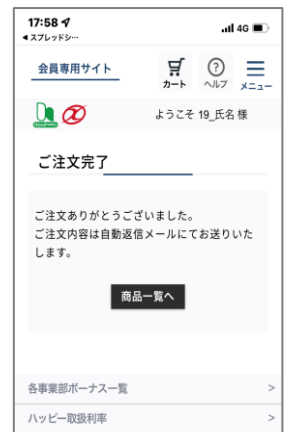 17:58
4G
◀ スプレッドシ…
会員専用サイト
カート
?
ヘルプ
メニュー
ようこそ 19_氏名 様
ご注文完了
ご注文ありがとうございました。
ご注文内容は自動返信メールにてお送りいた
します。
商品一覧へ
各事業部ボーナス一覧 >
ハッピー取扱利率 >